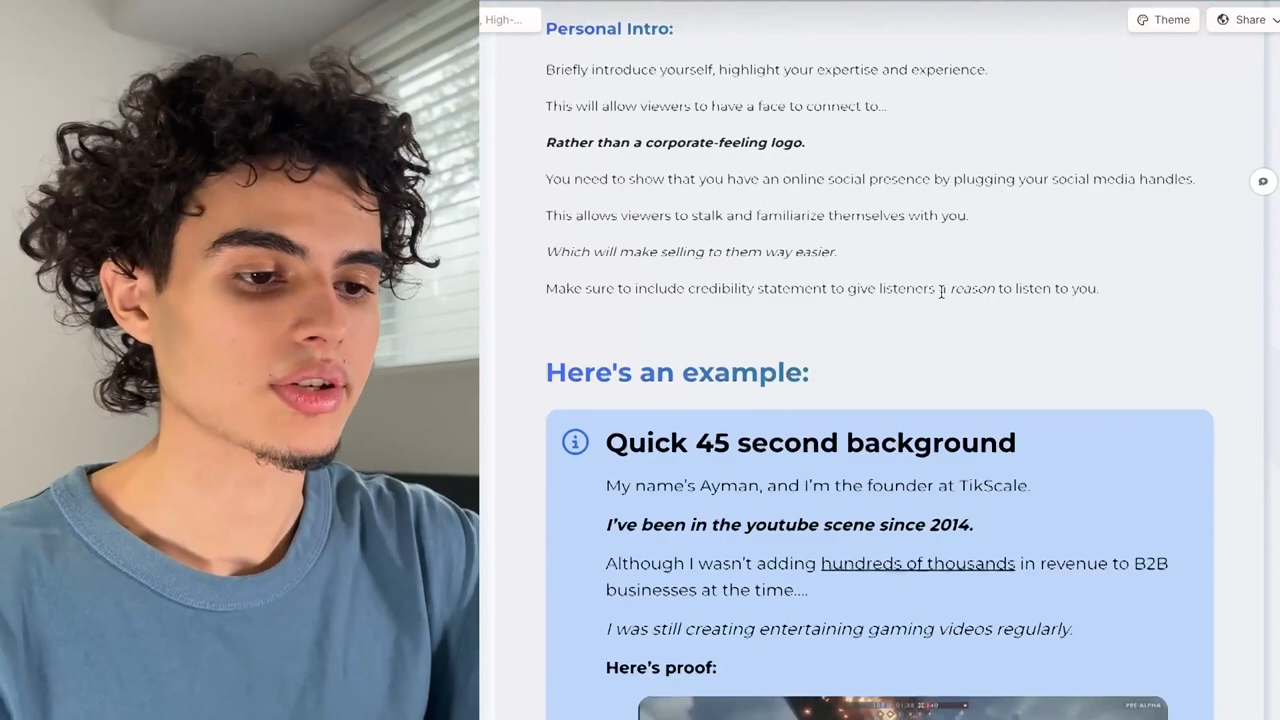 , High-...
Theme
Share
Personal Intro:
Briefly introduce yourself, highlight your expertise and experience.
This will allow viewers to have a face to connect to...
Rather than a corporate-feeling logo.
You need to show that you have an online social presence by plugging your social media handles.
This allows viewers to stalk and familiarize themselves with you.
Which will make selling to them way easier.
Make sure to include credibility statement to give listeners a reason to listen to you.
Here's an example:
Quick 45 second background
My name's Ayman, and I'm the founder at TikScale.
I've been in the youtube scene since 2014.
Although I wasn't adding hundreds of thousands in revenue to B2B
businesses at the time....
I was still creating entertaining gaming videos regularly.
Here's proof:
PRE-ALPHA